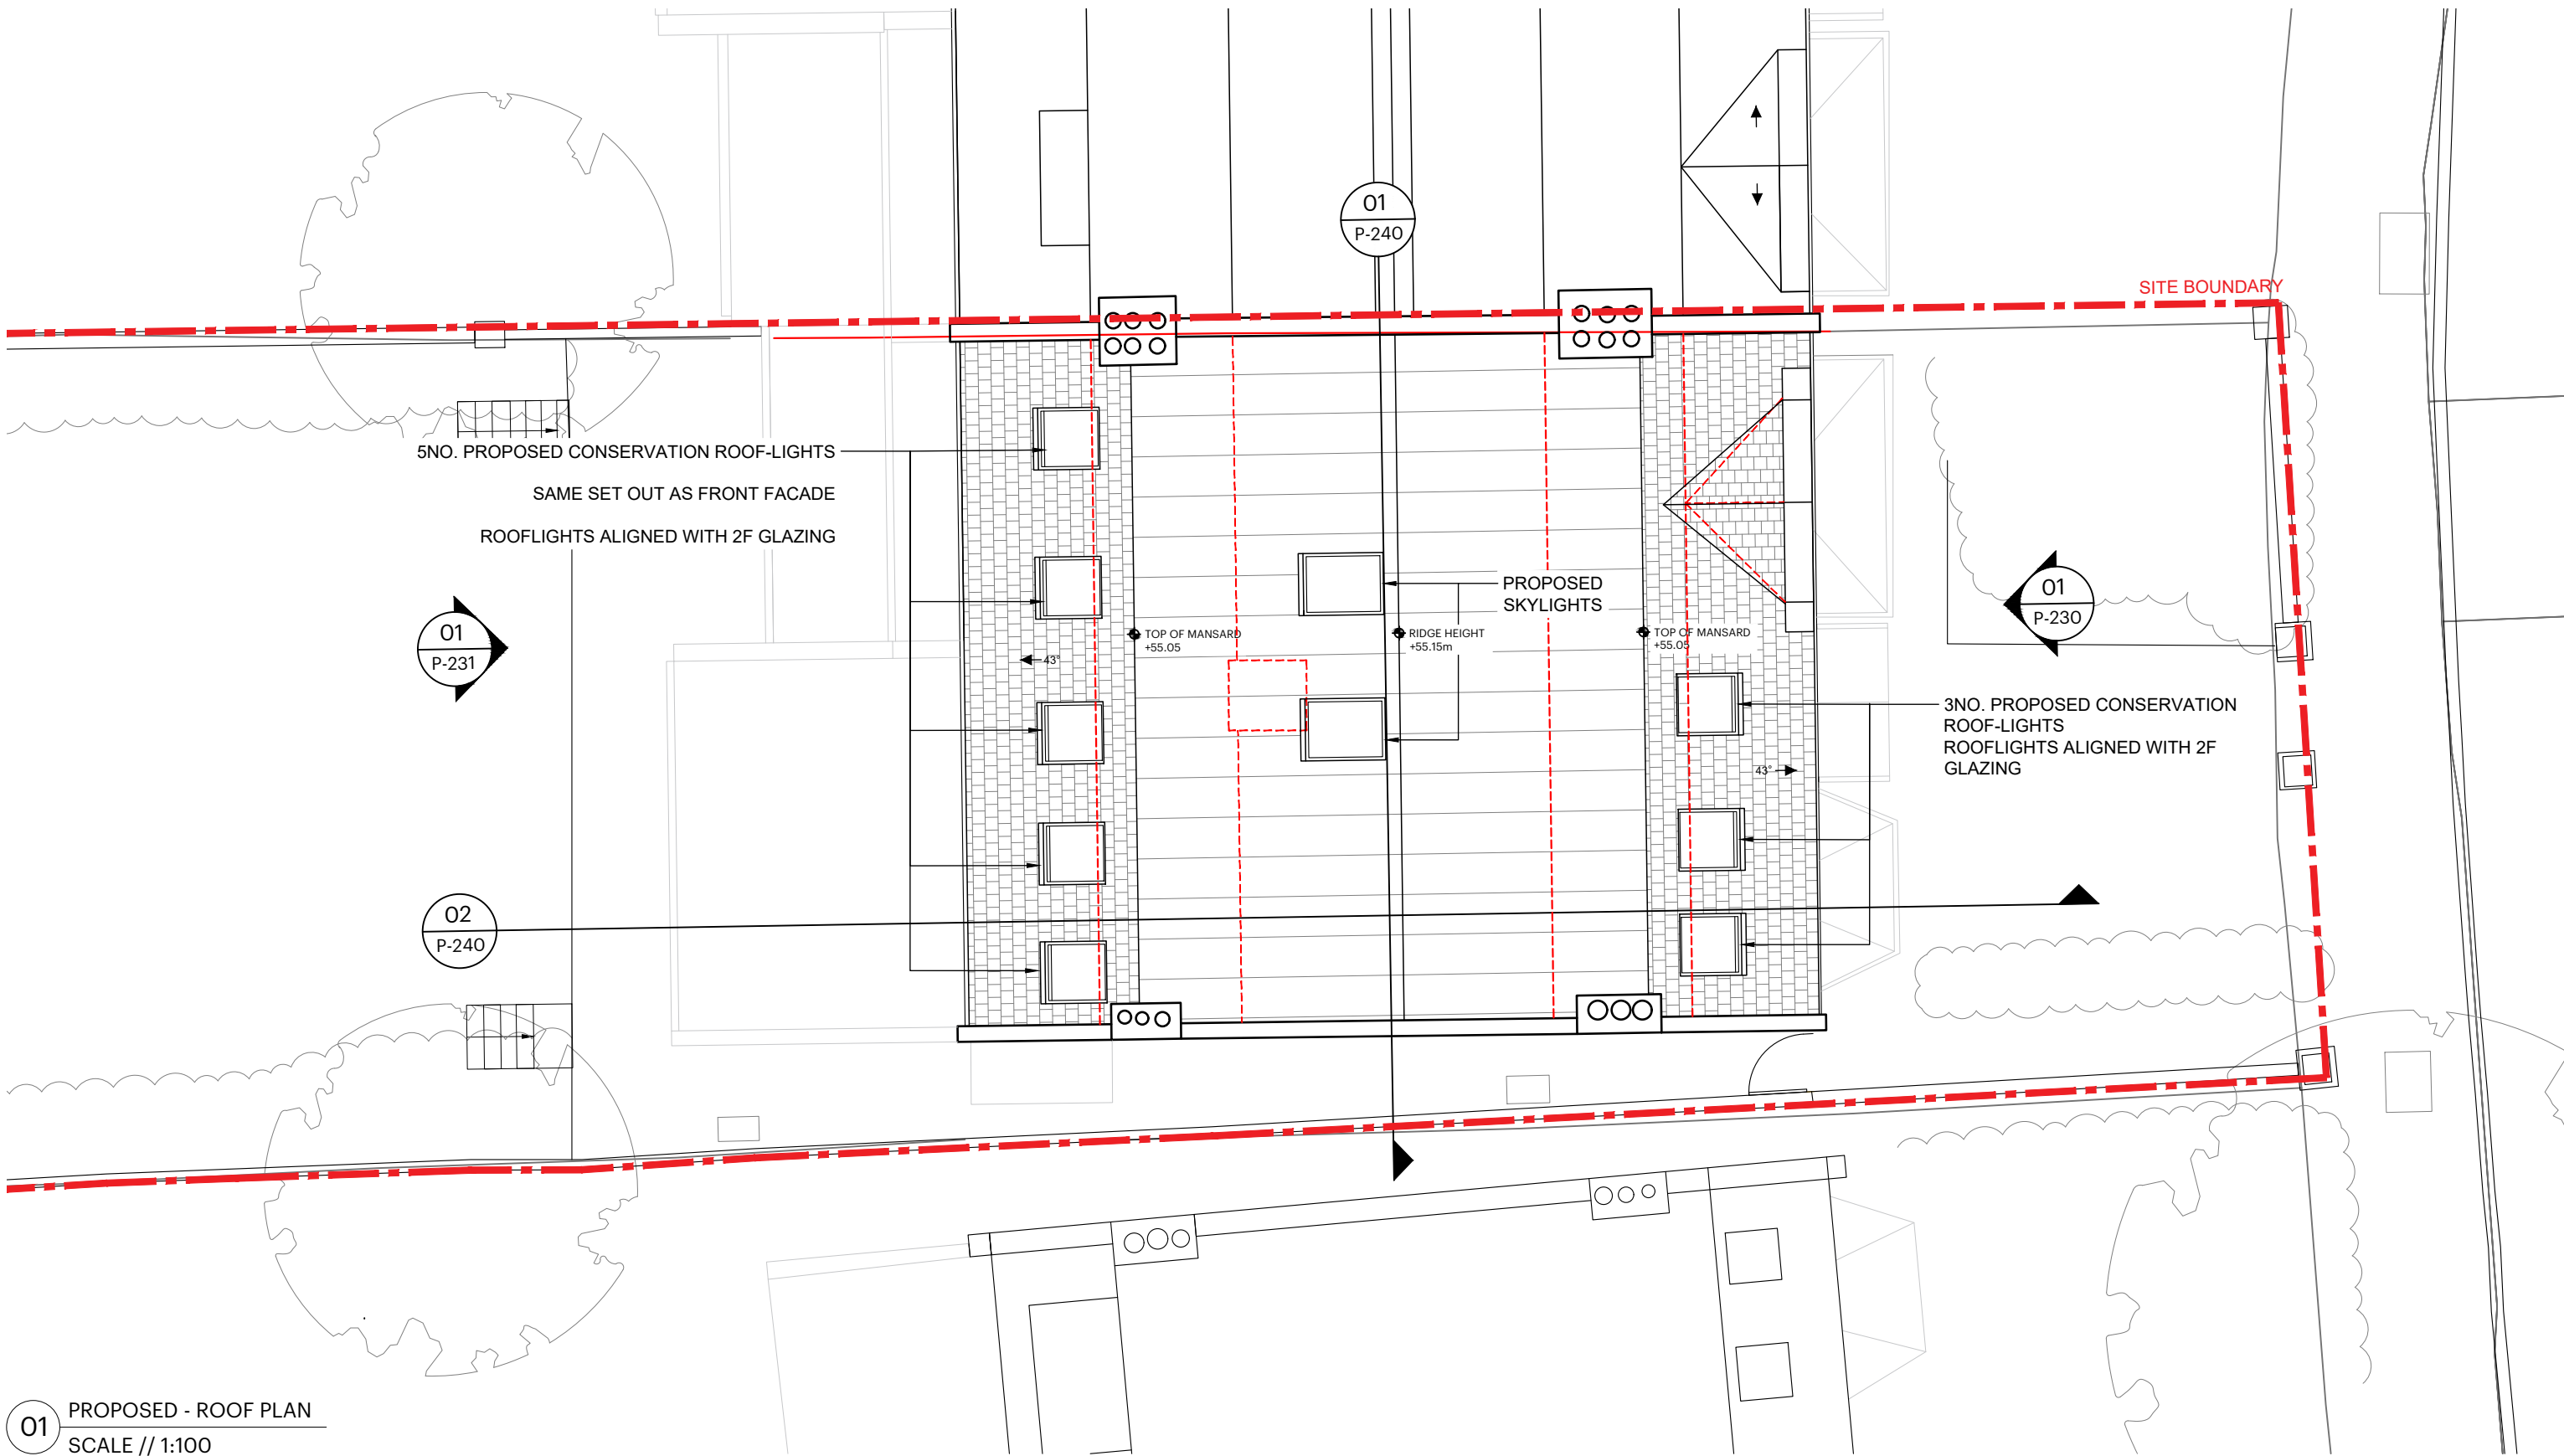 01
P-240
SITE BOUNDARY
5NO. PROPOSED CONSERVATION ROOF-LIGHTS
SAME SET OUT AS FRONT FACADE
ROOFLIGHTS ALIGNED WITH 2F GLAZING
PROPOSED
SKYLIGHTS
01
P-230
01
P-231
TOP OF MANSARD
+55.05
RIDGE HEIGHT
+55.15m
TOP OF MANSARD
+55.05
43°
3NO. PROPOSED CONSERVATION
ROOF-LIGHTS
ROOFLIGHTS ALIGNED WITH 2F
GLAZING
43°
02
P-240
01
PROPOSED - ROOF PLAN
SCALE // 1:100